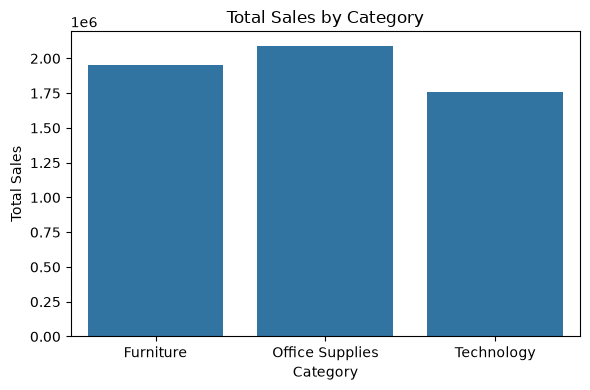 Total Sales by Category
1e6
2.00
1.75
1.50
1.25
1.00
0.75
0.50
0.25
0.00
Total Sales
Furniture Office Supplies Technology
Category